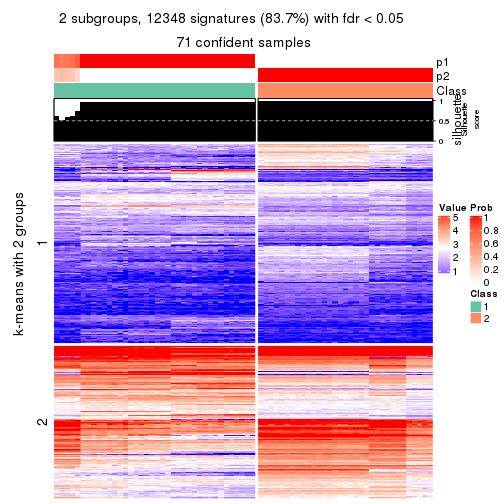 2 subgroups, 12348 signatures (83.7%) with fdr < 0.05
71 confident samples
p1
p2
Class
1
0.5
0
silhouette
Silhouette
score
k-means with 2 groups
1
2
Value
5
4
3
2
1
Prob
1
0.8
0.6
0.4
0.2
0
Class
1
2